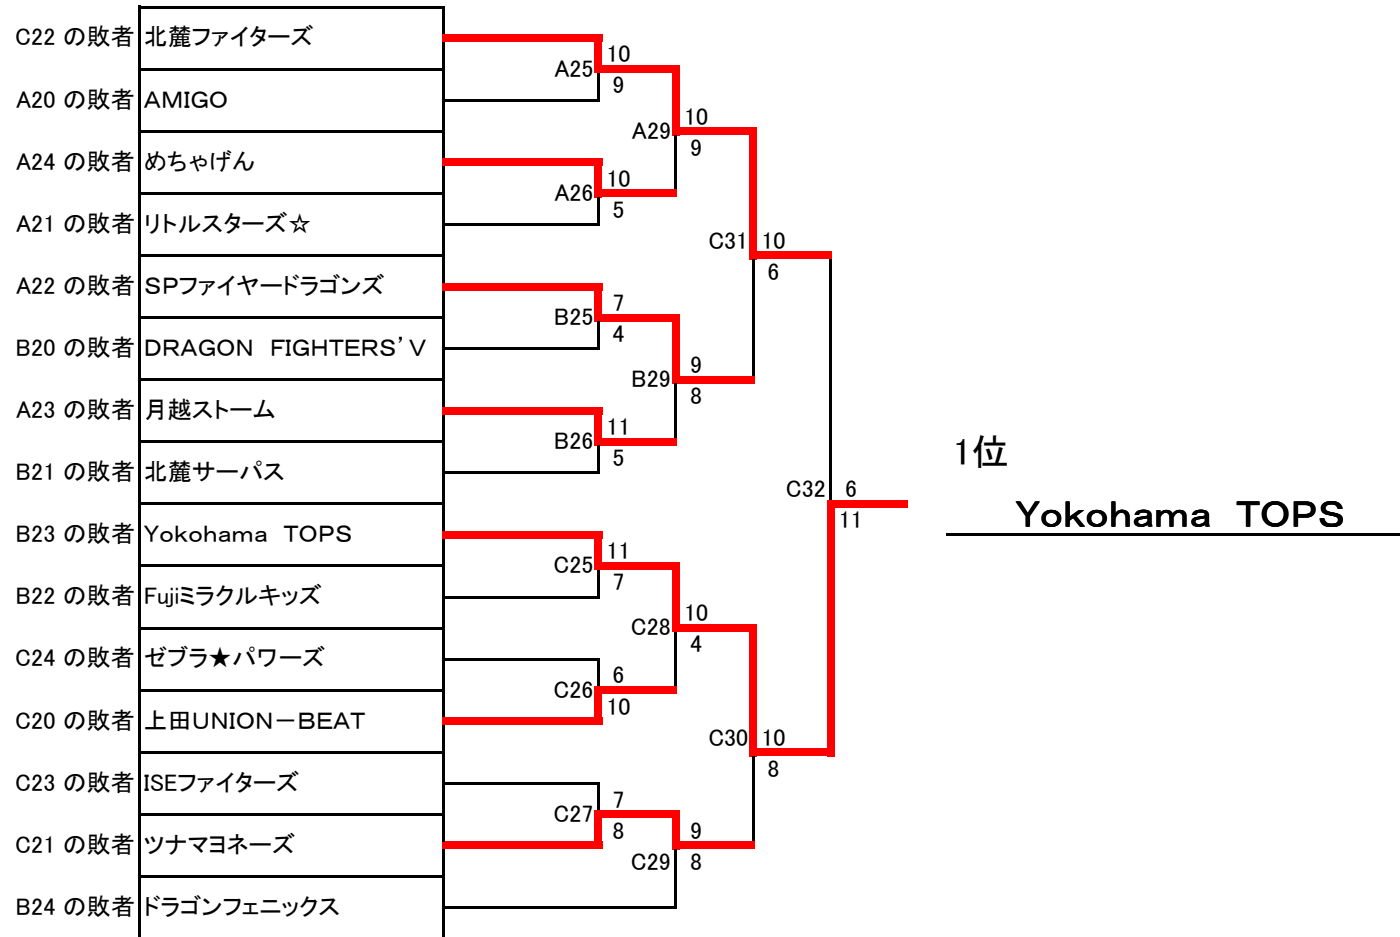 C22 の敗者 北麓ファイターズ
10
A25
9
A20 の敗者 AMIGO
10
A29
9
A24 の敗者 めちゃげん
10
A26
5
A21 の敗者 リトルスターズ☆
C31 10
6
A22 の敗者 SPファイヤードラゴンズ
7
B25
4
B20 の敗者 DRAGON FIGHTERS'V
9
B29
8
A23 の敗者 月越ストーム
11
B26
5
B21 の敗者 北麓サーパス
1位
C32 6
11
Yokohama TOPS
B23 の敗者 Yokohama TOPS
11
C25
7
B22 の敗者 Fujiミラクルキッズ
10
C28
4
C24 の敗者 ゼブラ★パワーズ
6
C26
10
C20 の敗者 上田UNION－BEAT
C30 10
8
C23 の敗者 ISEファイターズ
7
C27
8
C21 の敗者 ツナマヨネーズ
9
C29
8
B24 の敗者 ドラゴンフェニックス